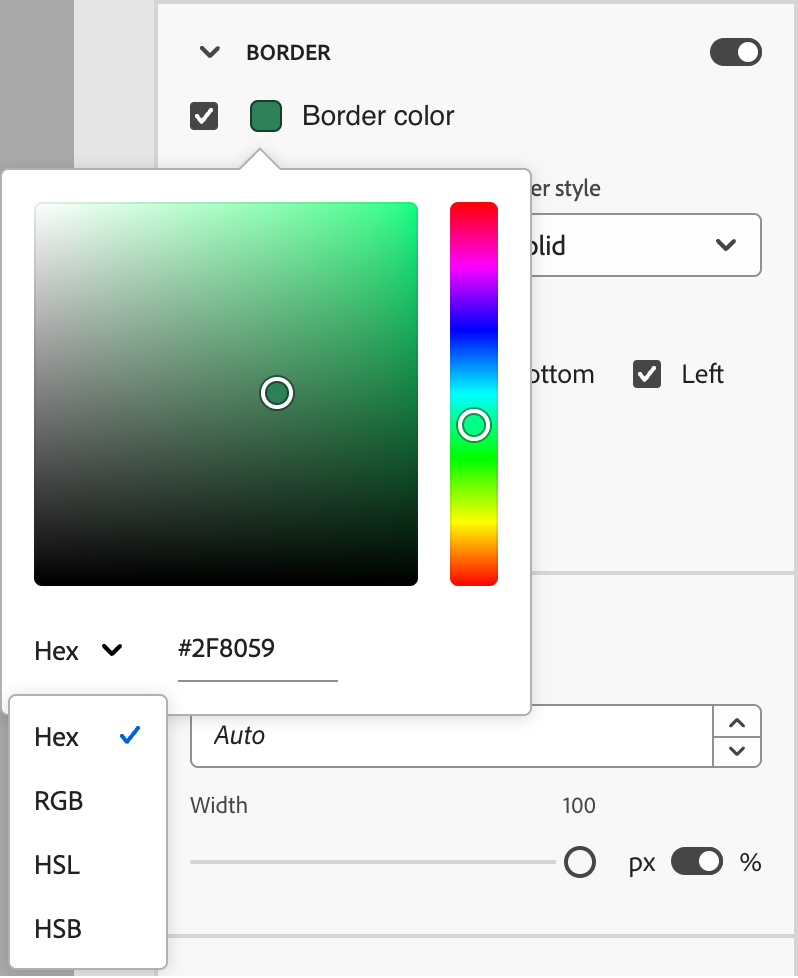 BORDER
Border color
er style
olid
ottom
Left
Hex
#2F8059
Hex
RGB
HSL
HSB
Auto
Width
100
px
%